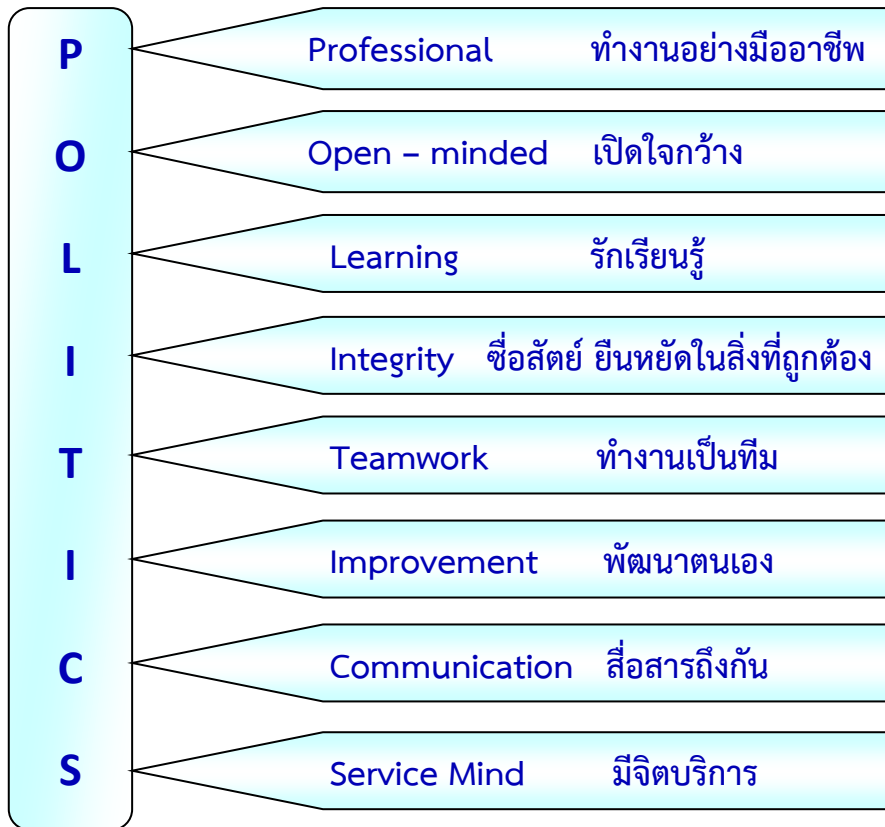 P Professional ทำงานอย่างมืออาชีพ
O Open – minded เปิดใจกว้าง
L Learning รักเรียนรู้
I Integrity ซื่อสัตย์ ยืนหยัดในสิ่งที่ถูกต้อง
T Teamwork ทำงานเป็นทีม
I Improvement พัฒนาตนเอง
C Communication สื่อสารถึงกัน
S Service Mind มีจิตบริการ